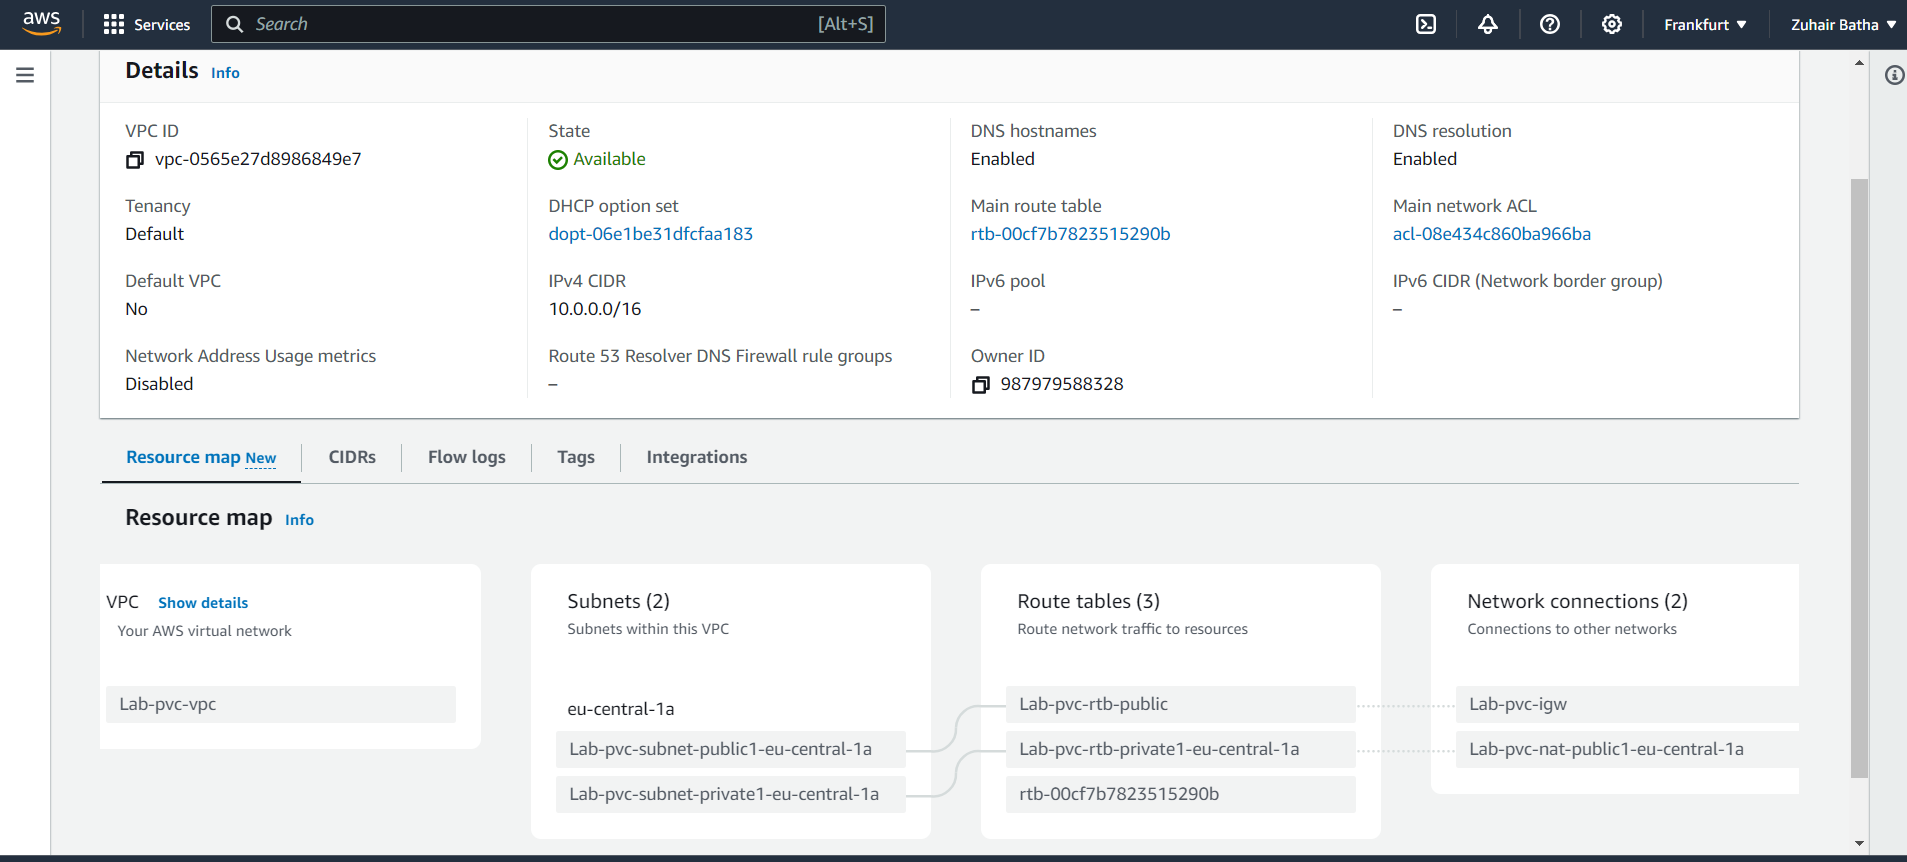 aws
Services
Search [Alt+S]
Frankfurt
Zuhair Batha
Details Info
VPC ID
vpc-0565e27d8986849e7
State
Available
DNS hostnames
Enabled
DNS resolution
Enabled
Tenancy
Default
DHCP option set
dopt-06e1be31dfcfaa183
Main route table
rtb-00cf7b7823515290b
Main network ACL
acl-08e434c860ba966ba
Default VPC
No
IPv4 CIDR
10.0.0.0/16
IPv6 pool
–
IPv6 CIDR (Network border group)
–
Network Address Usage metrics
Disabled
Route 53 Resolver DNS Firewall rule groups
–
Owner ID
987979588328
Resource map New
CIDRs
Flow logs
Tags
Integrations
Resource map Info
VPC Show details
Your AWS virtual network
Lab-pvc-vpc
Subnets (2)
Subnets within this VPC
eu-central-1a
Lab-pvc-subnet-public1-eu-central-1a
Lab-pvc-subnet-private1-eu-central-1a
Route tables (3)
Route network traffic to resources
Lab-pvc-rtb-public
Lab-pvc-rtb-private1-eu-central-1a
rtb-00cf7b7823515290b
Network connections (2)
Connections to other networks
Lab-pvc-igw
Lab-pvc-nat-public1-eu-central-1a